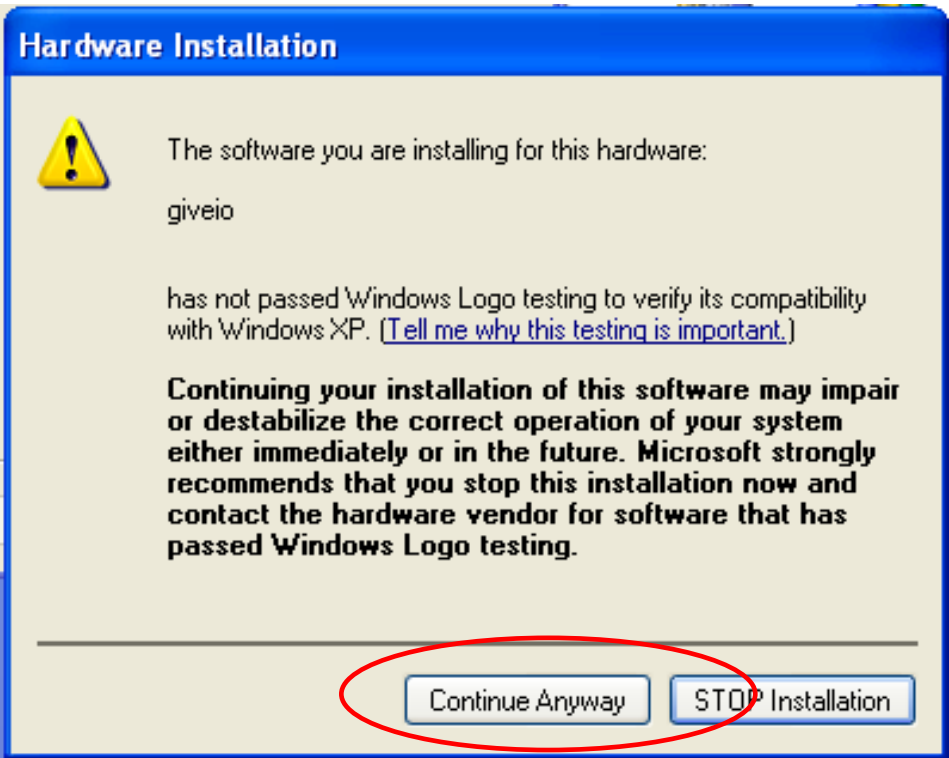 Hardware Installation
The software you are installing for this hardware:
giveio
has not passed Windows Logo testing to verify its compatibility
with Windows XP. (Tell me why this testing is important.)
Continuing your installation of this software may impair
or destabilize the correct operation of your system
either immediately or in the future. Microsoft strongly
recommends that you stop this installation now and
contact the hardware vendor for software that has
passed Windows Logo testing.
Continue Anyway
STOP Installation